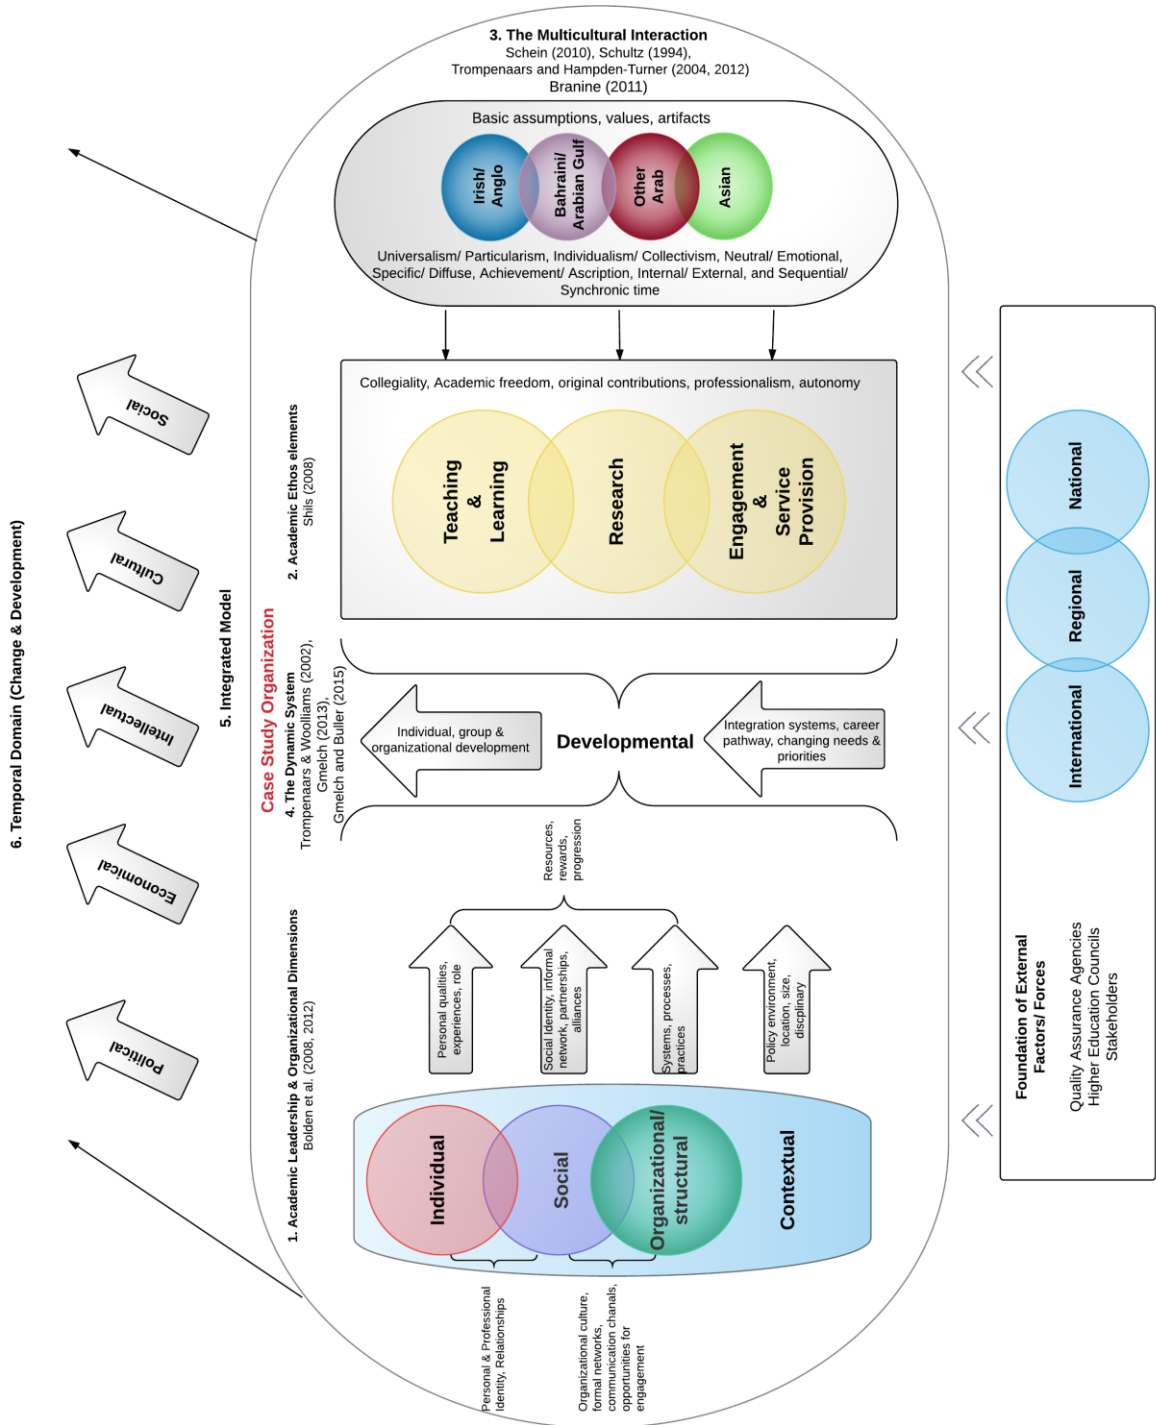 6. Temporal Domain (Change & Development)
Political
Economical
Intellectual
Cultural
Social
5. Integrated Model
Case Study Organization
1. Academic Leadership & Organizational Dimensions
Bolden et al. (2008, 2012)
Individual
Social
Organizational/
structural
Contextual
Personal & Professional
Identity, Relationships
Organizational culture,
formal networks,
communication chanals,
opportunities for
engagement
Personal qualities,
experiences, role
Social Identity, informal
network, partnerships,
alliances
Systems, processes,
practices
Policy environment,
location, size,
discplinary
Resources,
rewards,
progression
4. The Dynamic System
Trompenaars & Woolliams (2002),
Gmelch (2013),
Gmelch and Buller (2015)
Individual, group &
organizational development
Developmental
Integration systems, career
pathway, changing needs &
priorities
2. Academic Ethos elements
Shils (2008)
Collegiality, Academic freedom, original contributions, professionalism, autonomy
Teaching
&
Learning
Research
Engagement
&
Service
Provision
3. The Multicultural Interaction
Schein (2010), Schultz (1994),
Trompenaars and Hampden-Turner (2004, 2012)
Branine (2011)
Basic assumptions, values, artifacts
Irish/
Anglo
Bahraini/
Arabian Gulf
Other
Arab
Asian
Universalism/ Particularism, Individualism/ Collectivism, Neutral/ Emotional,
Specific/ Diffuse, Achievement/ Ascription, Internal/ External, and Sequential/
Synchronic time
Foundation of External
Factors/ Forces
Quality Assurance Agencies
Higher Education Councils
Stakeholders
International
Regional
National